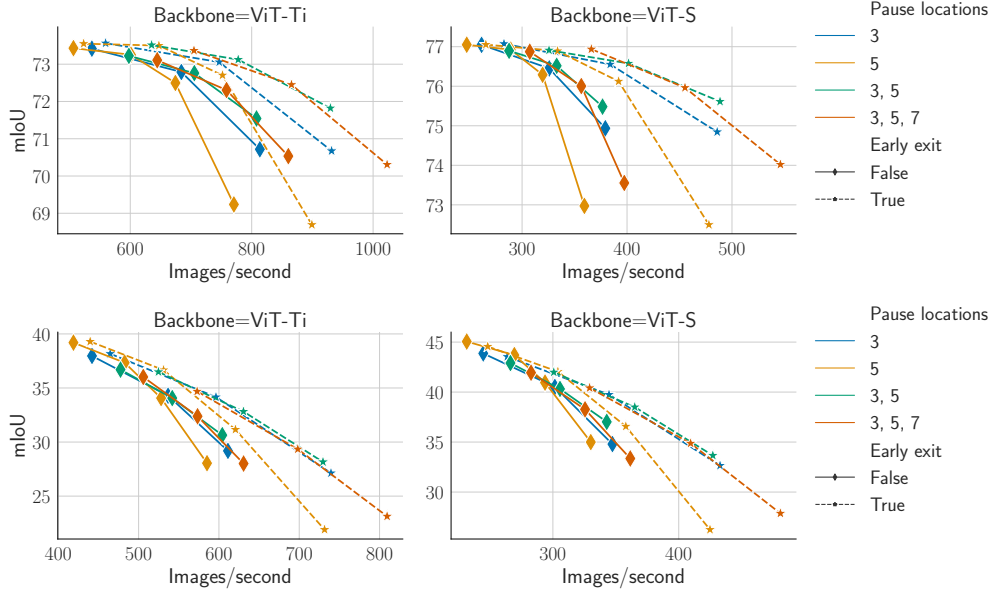 Backbone=ViT-Ti
Backbone=ViT-S
Pause locations
3
5
3, 5
3, 5, 7
Early exit
False
True
mIoU
73
72
71
70
69
600
800
1000
Images/second
77
76
75
74
73
300
400
500
Images/second
Backbone=ViT-Ti
Backbone=ViT-S
Pause locations
3
5
3, 5
3, 5, 7
Early exit
False
True
mIoU
40
35
30
25
400
500
600
700
800
Images/second
45
40
35
30
300
400
Images/second